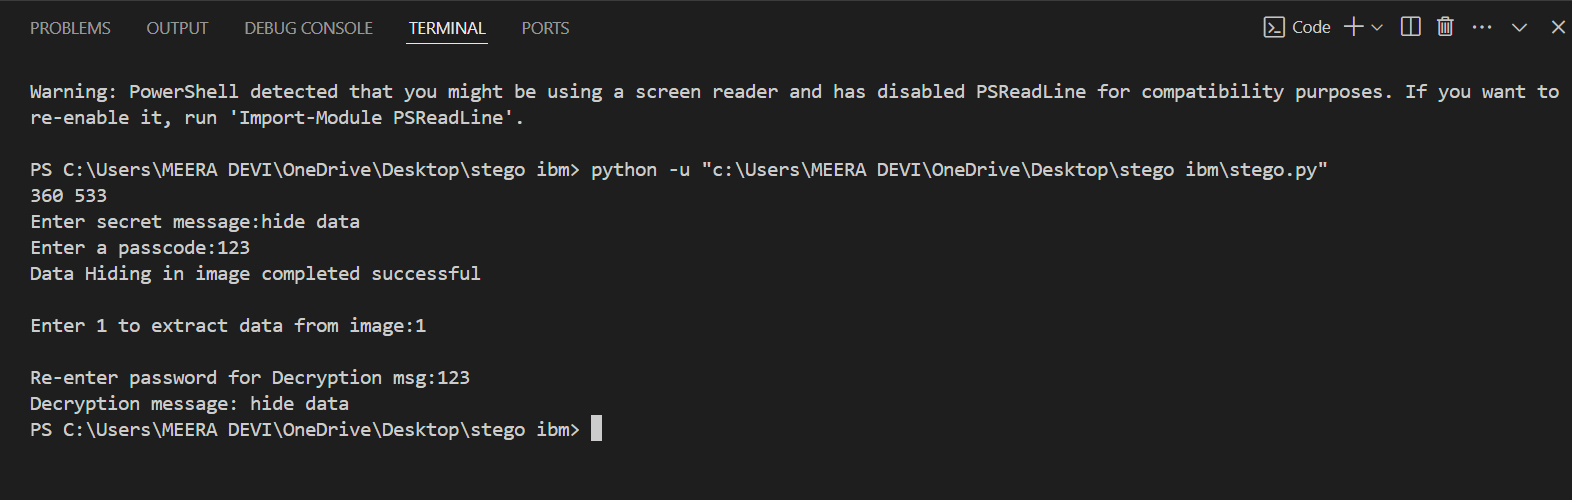 PROBLEMS OUTPUT DEBUG CONSOLE TERMINAL PORTS Code
Warning: PowerShell detected that you might be using a screen reader and has disabled PSReadLine for compatibility purposes. If you want to
re-enable it, run 'Import-Module PSReadLine'.
PS C:\Users\MEERA DEVI\OneDrive\Desktop\stego ibm> python -u "c:\Users\MEERA DEVI\OneDrive\Desktop\stego ibm\stego.py"
360 533
Enter secret message:hide data
Enter a passcode:123
Data Hiding in image completed successful
Enter 1 to extract data from image:1
Re-enter password for Decryption msg:123
Decryption message: hide data
PS C:\Users\MEERA DEVI\OneDrive\Desktop\stego ibm>